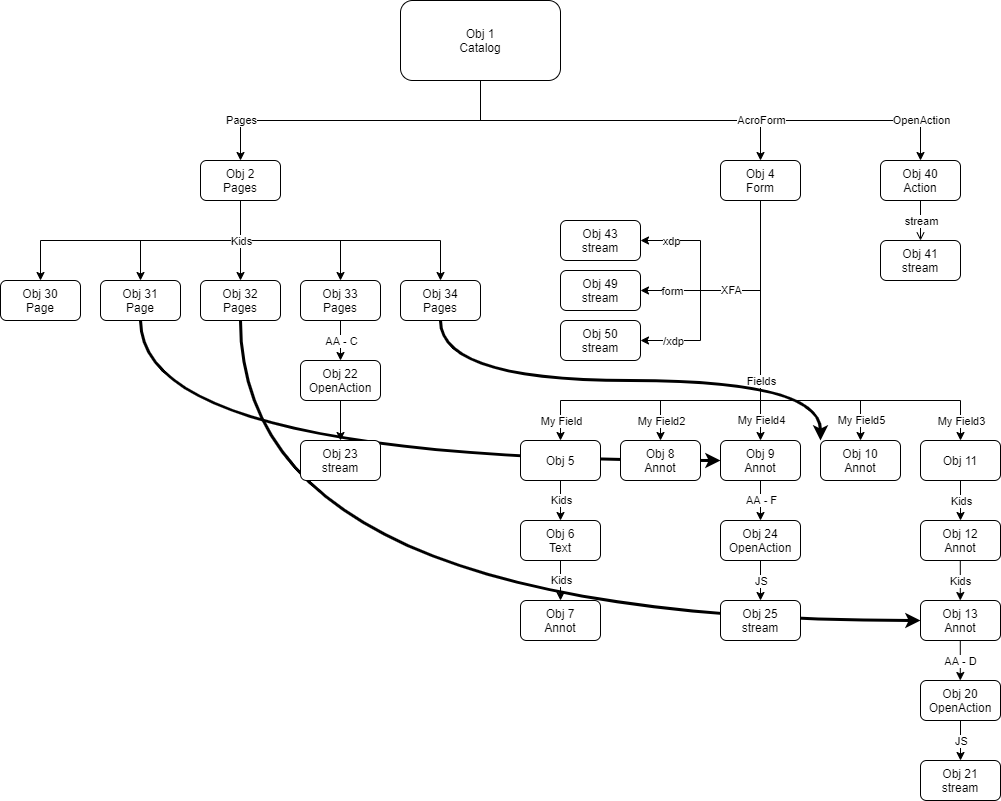 Obj 1
Catalog
Pages
AcroForm
OpenAction
Obj 2
Pages
Obj 4
Form
Obj 40
Action
stream
Obj 41
stream
Kids
Obj 43
stream
xdp
Obj 49
stream
form
XFA
Obj 50
stream
/xdp
Obj 30
Page
Obj 31
Page
Obj 32
Pages
Obj 33
Pages
Obj 34
Pages
AA - C
Obj 22
OpenAction
Obj 23
stream
Fields
My Field
My Field2
My Field4
My Field5
My Field3
Obj 5
Obj 8
Annot
Obj 9
Annot
Obj 10
Annot
Obj 11
Kids
AA - F
Kids
Obj 6
Text
Obj 24
OpenAction
Obj 12
Annot
Kids
JS
Kids
Obj 7
Annot
Obj 25
stream
Obj 13
Annot
AA - D
Obj 20
OpenAction
JS
Obj 21
stream